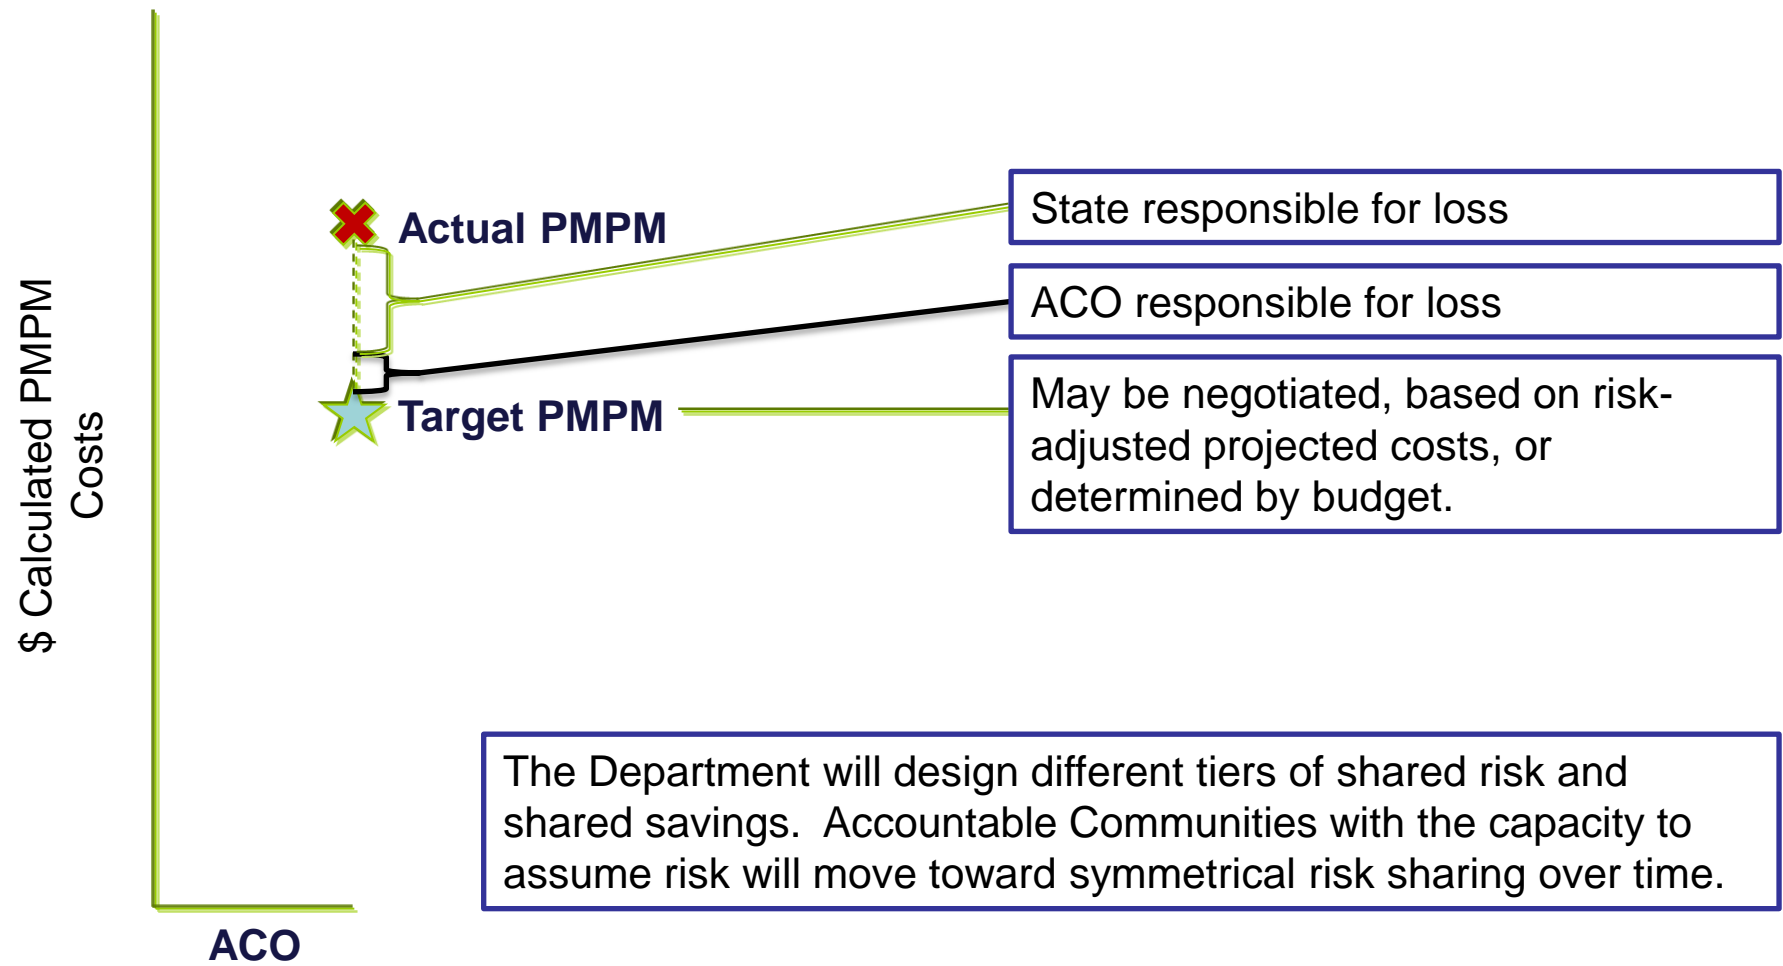 $ Calculated PMPM
Costs
Actual PMPM
Target PMPM
State responsible for loss
ACO responsible for loss
May be negotiated, based on risk-
adjusted projected costs, or
determined by budget.
The Department will design different tiers of shared risk and
shared savings.  Accountable Communities with the capacity to
assume risk will move toward symmetrical risk sharing over time.
ACO